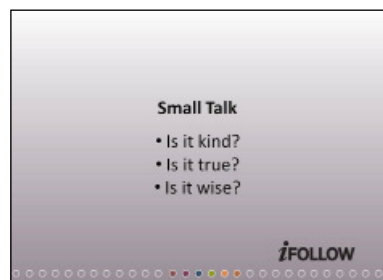 Small Talk
• Is it kind?
• Is it true?
• Is it wise?
iFOLLOW